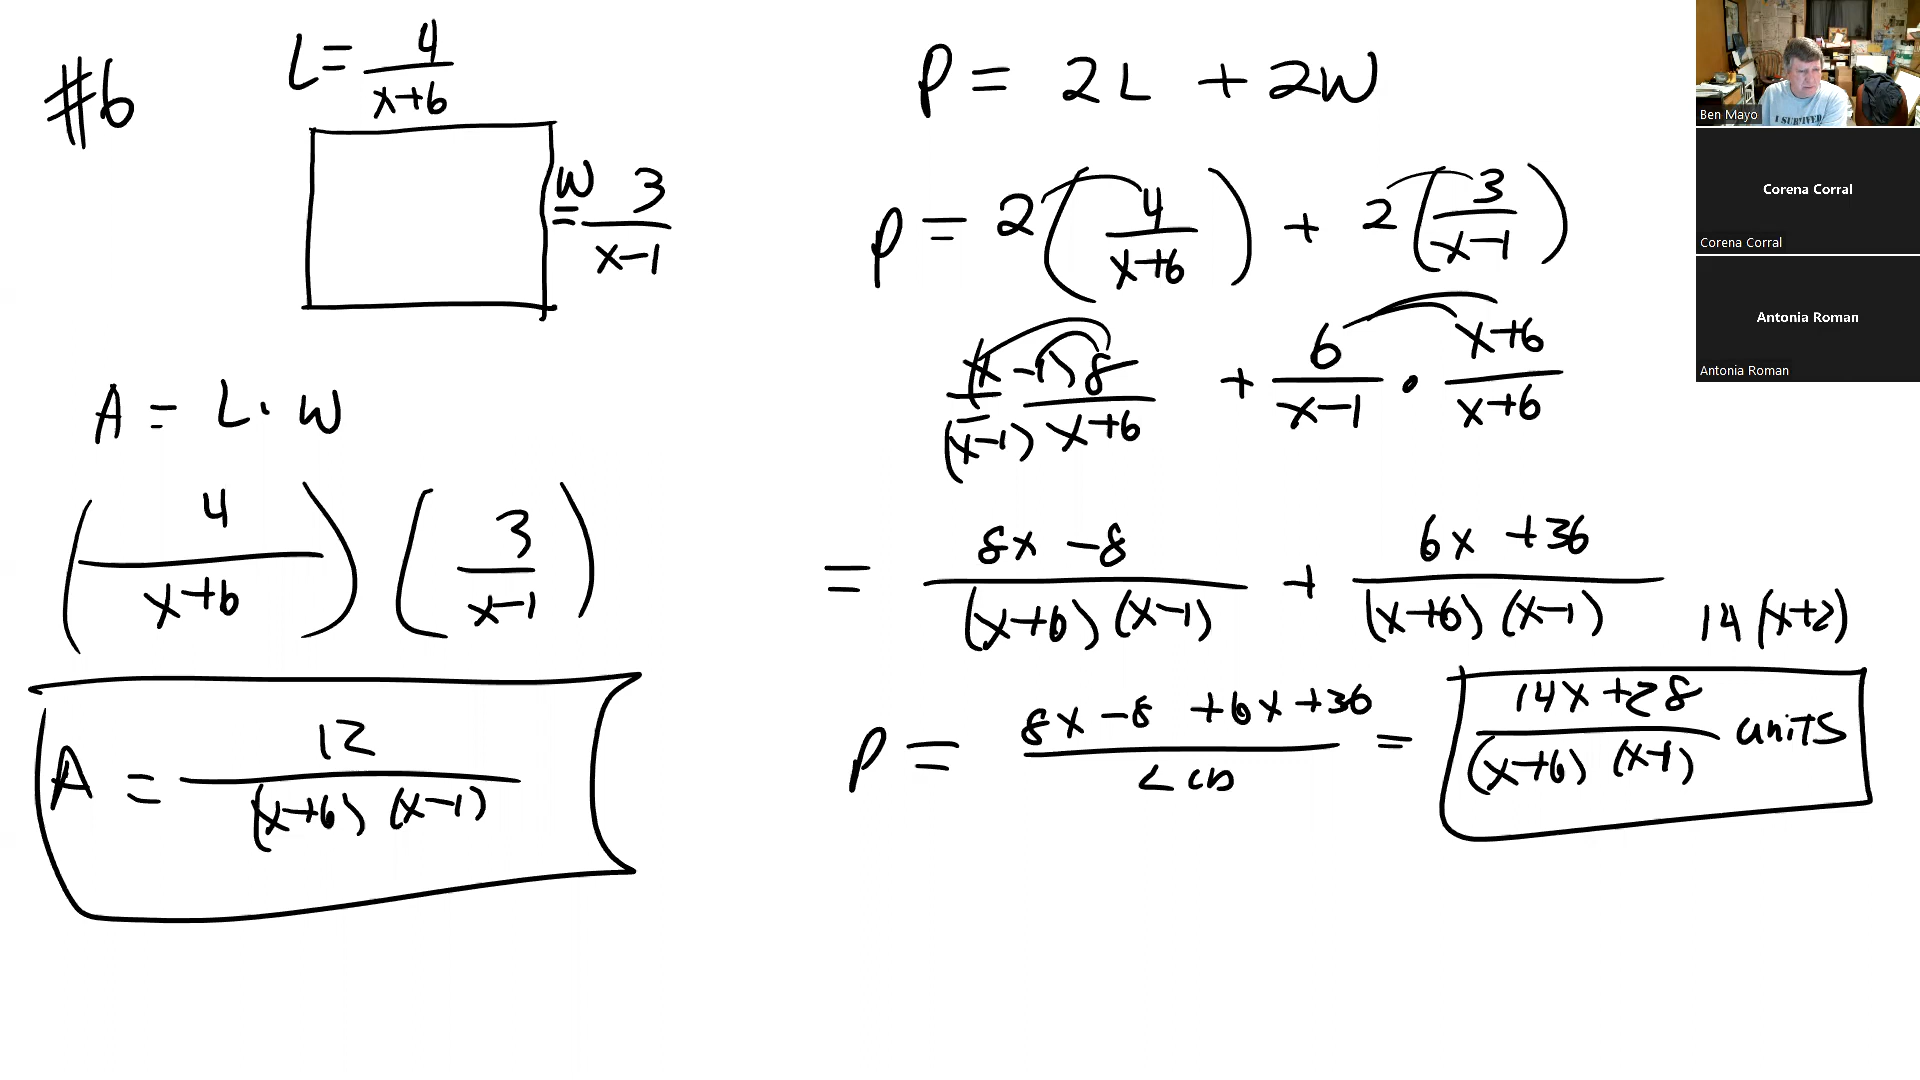 #6
L = 4/(x+6)
W = 3/(x-1)
A = L · W
(4/(x+6)) (3/(x-1))
A = 12/((x+6)(x-1))
P = 2L + 2W
P = 2(4/(x+6)) + 2(3/(x-1))
(x-1)/(x-1) 8/(x+6) + 6/(x-1) · (x+6)/(x+6)
= (8x - 8)/((x+6)(x-1)) + (6x + 36)/((x+6)(x-1))
14(x+2)
P = (8x - 8 + 6x + 36)/LCD = (14x + 28)/((x+6)(x-1)) units
I SURVIVED
Ben Mayo
Corena Corral
Corena Corral
Antonia Roman
Antonia Roman